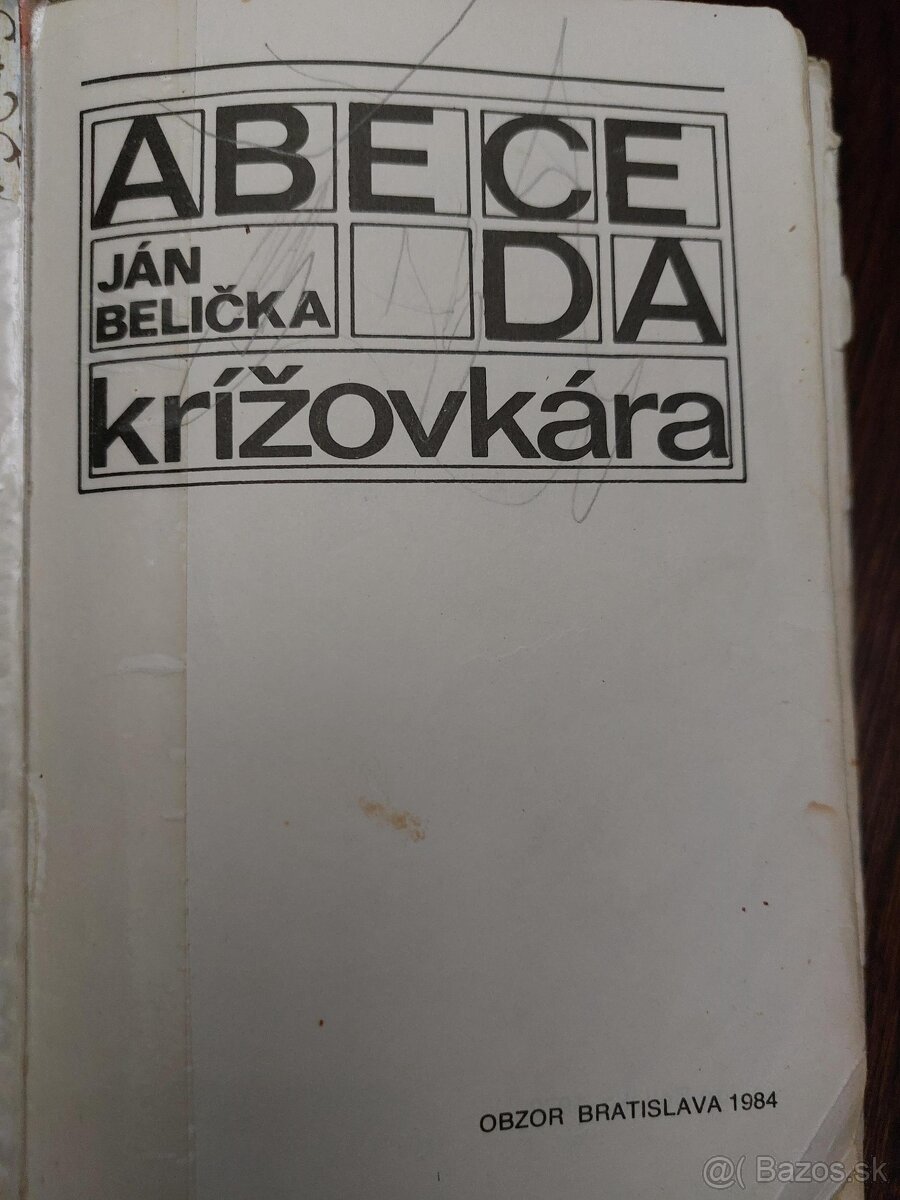 ABECE
JÁN
BELIČKA
DA
krížovkára
OBZOR BRATISLAVA 1984
@( Bazos.sk